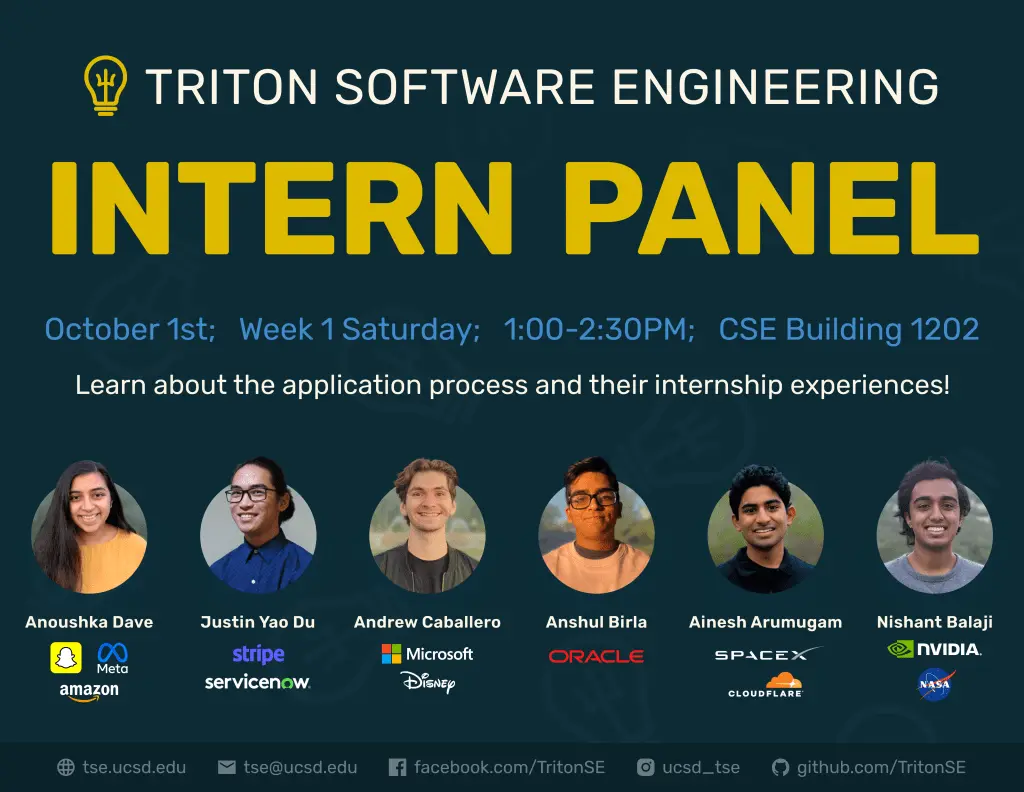 TRITON SOFTWARE ENGINEERING
INTERN PANEL
October 1st; Week 1 Saturday; 1:00-2:30PM; CSE Building 1202
Learn about the application process and their internship experiences!
Anoushka Dave
Meta
amazon
Justin Yao Du
stripe
servicenow
Andrew Caballero
Microsoft
Disney
Anshul Birla
ORACLE
Ainesh Arumugam
SPACEX
CLOUDFLARE
Nishant Balaji
NVIDIA.
NASA
tse.ucsd.edu tse@ucsd.edu facebook.com/TritonSE ucsd_tse github.com/TritonSE